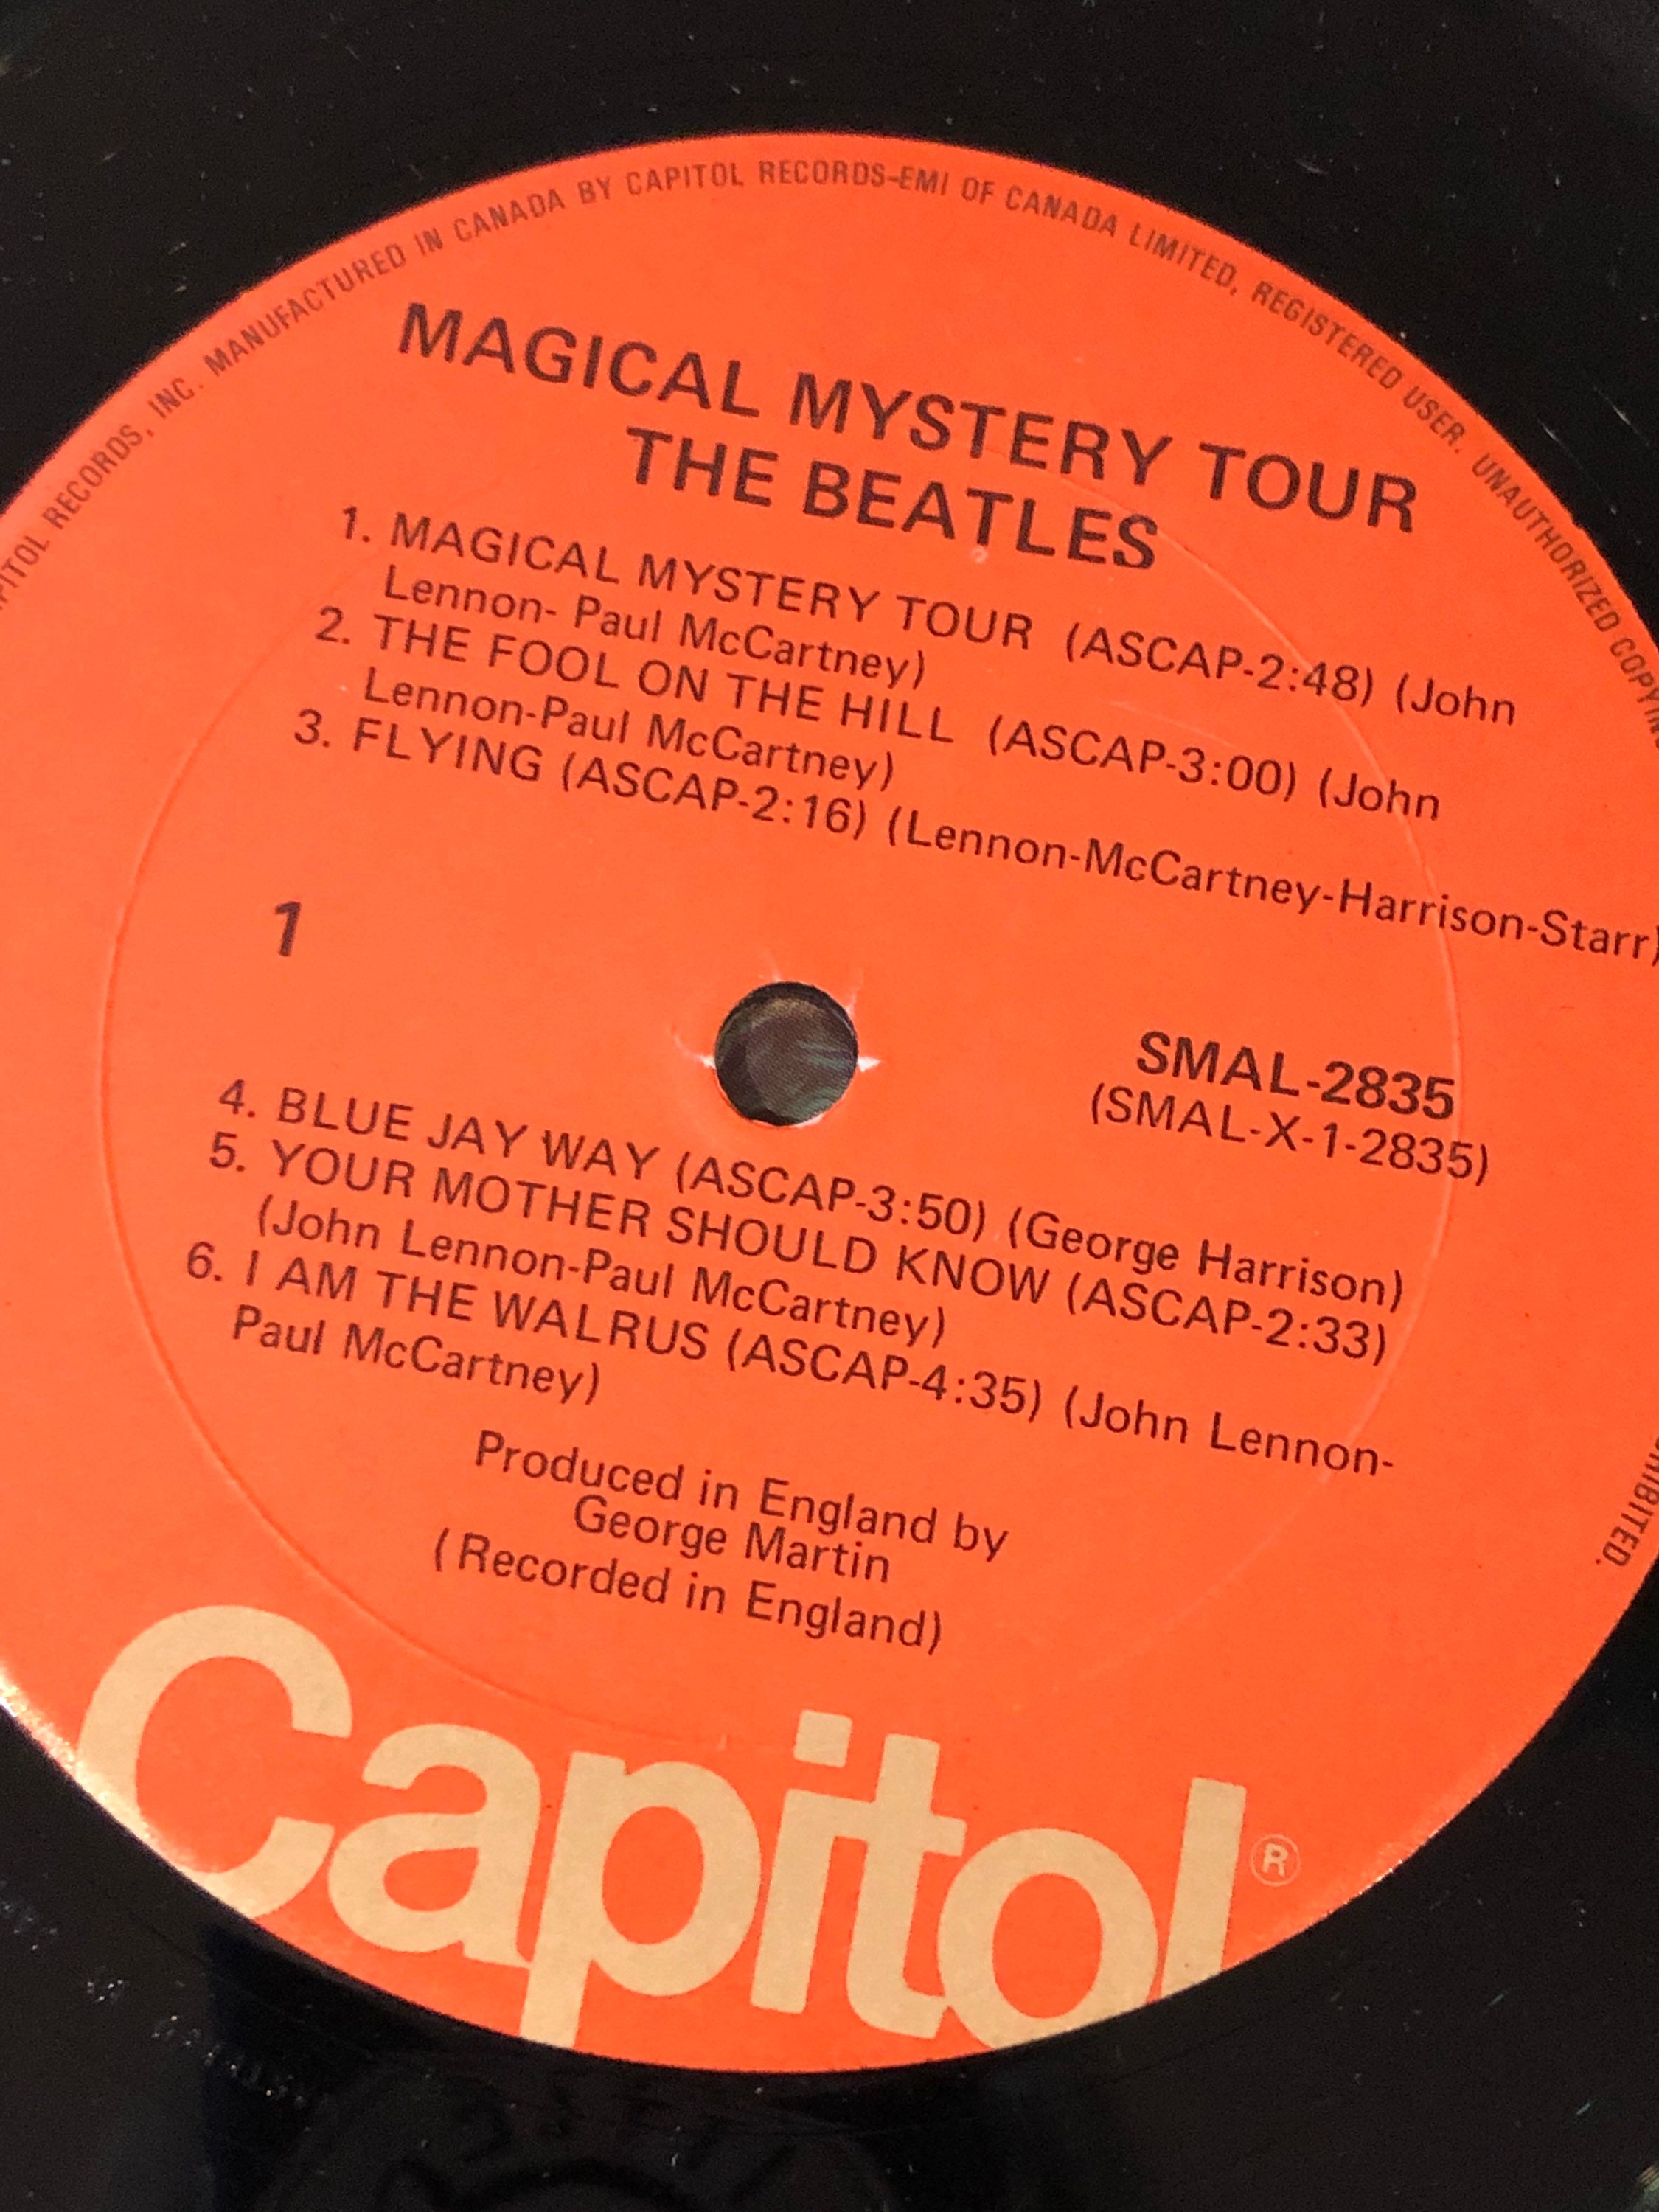 CAPITOL RECORDS, INC. MANUFACTURED IN CANADA BY CAPITOL RECORDS-EMI OF CANADA LIMITED, REGISTERED USER. UNAUTHORIZED COPYING
MAGICAL MYSTERY TOUR
THE BEATLES
1. MAGICAL MYSTERY TOUR (ASCAP-2:48) (John
Lennon- Paul McCartney)
2. THE FOOL ON THE HILL (ASCAP-3:00) (John
Lennon-Paul McCartney)
3. FLYING (ASCAP-2:16) (Lennon-McCartney-Harrison-Starr)
1
SMAL-2835
(SMAL-X-1-2835)
4. BLUE JAY WAY (ASCAP-3:50) (George Harrison)
5. YOUR MOTHER SHOULD KNOW (ASCAP-2:33)
(John Lennon-Paul McCartney)
6. I AM THE WALRUS (ASCAP-4:35) (John Lennon-
Paul McCartney)
Produced in England by
George Martin
(Recorded in England)
Capitol®